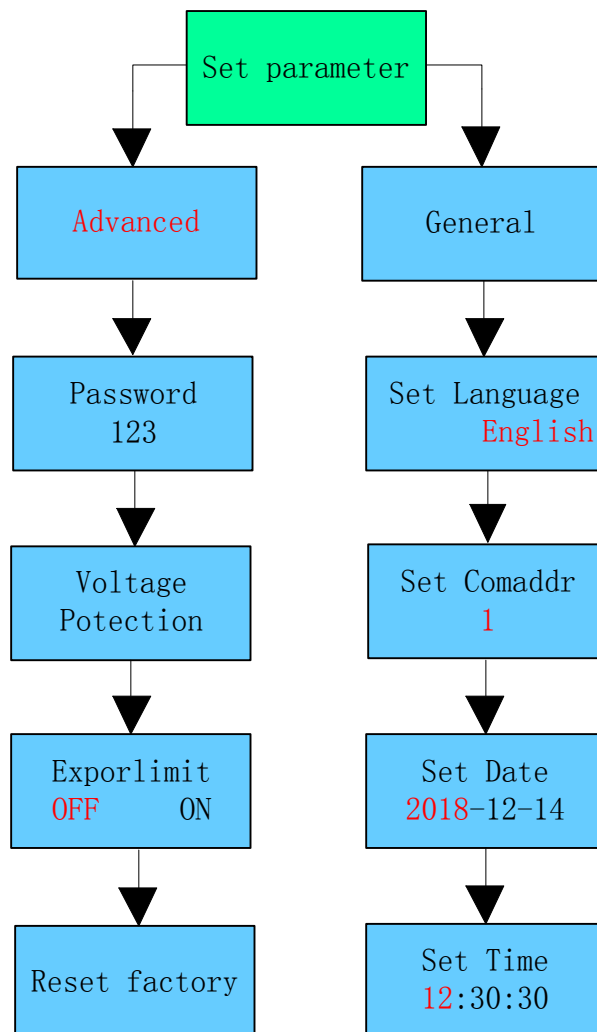 Set parameter
Advanced
General
Password
123
Set Language
English
Voltage
Potection
Set Comaddr
1
Exporlimit
OFF ON
Set Date
2018-12-14
Reset factory
Set Time
12:30:30